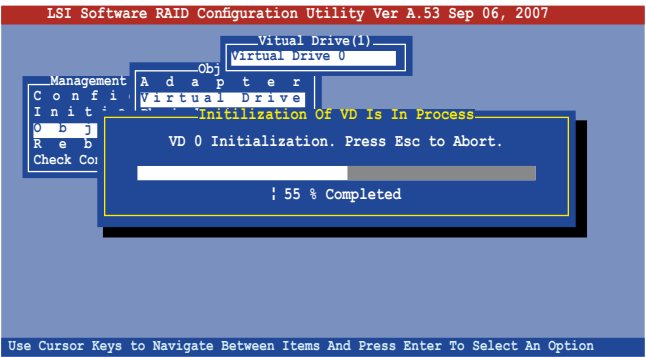 LSI Software RAID Configuration Utility Ver A.53 Sep 06, 2007
Vitual Drive(1)
Virtual Drive 0
Obj
Management
A d a p t e r
C o n f i
Virtual Drive
I n i t i
Initilization Of VD Is In Process
O b j
R e b
VD 0 Initialization. Press Esc to Abort.
Check Con
¦ 55 % Completed
Use Cursor Keys to Navigate Between Items And Press Enter To Select An Option